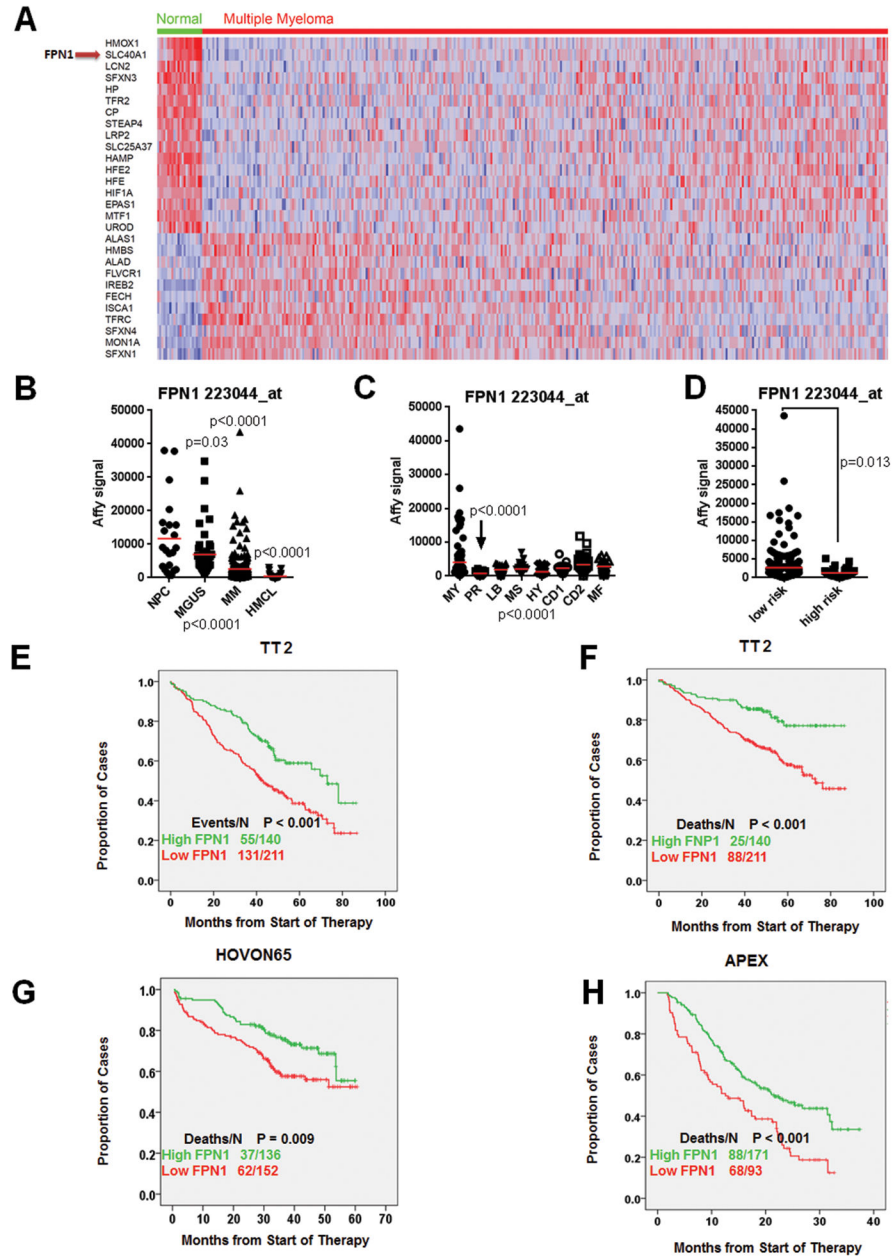 A
Normal Multiple Myeloma
FPN1
HMOX1
SLC40A1
LCN2
SFXN3
HP
TFR2
CP
STEAP4
LRP2
SLC25A37
HAMP
HFE2
HFE
HIF1A
EPAS1
MTF1
UROD
ALAS1
HMBS
ALAD
FLVCR1
IREB2
FECH
ISCA1
TFRC
SFXN4
MON1A
SFXN1
B
FPN1 223044_at
Affy signal
50000
40000
30000
20000
10000
0
p=0.03
p<0.0001
p<0.0001
NPC
MGUS
MM
HMCL
p<0.0001
C
FPN1 223044_at
Affy signal
50000
40000
30000
20000
10000
0
p<0.0001
MY
PR
LB
MS
HY
CD1
CD2
MF
p<0.0001
D
FPN1 223044_at
Affy signal
45000
40000
35000
30000
25000
20000
15000
10000
5000
0
p=0.013
low risk
high risk
E
TT2
Proportion of Cases
1.0
0.8
0.6
0.4
0.2
0.0
Events/N P < 0.001
High FPN1 55/140
Low FPN1 131/211
0 20 40 60 80 100
Months from Start of Therapy
F
TT2
Proportion of Cases
1.0
0.8
0.6
0.4
0.2
0.0
Deaths/N P < 0.001
High FNP1 25/140
Low FPN1 88/211
0 20 40 60 80 100
Months from Start of Therapy
G
HOVON65
Proportion of Cases
1.0
0.8
0.6
0.4
0.2
0.0
Deaths/N P = 0.009
High FPN1 37/136
Low FPN1 62/152
0 10 20 30 40 50 60 70
Months from Start of Therapy
H
APEX
Proportion of Cases
1.0
0.8
0.6
0.4
0.2
0.0
Deaths/N P < 0.001
High FPN1 88/171
Low FPN1 68/93
0 10 20 30 40
Months from Start of Therapy